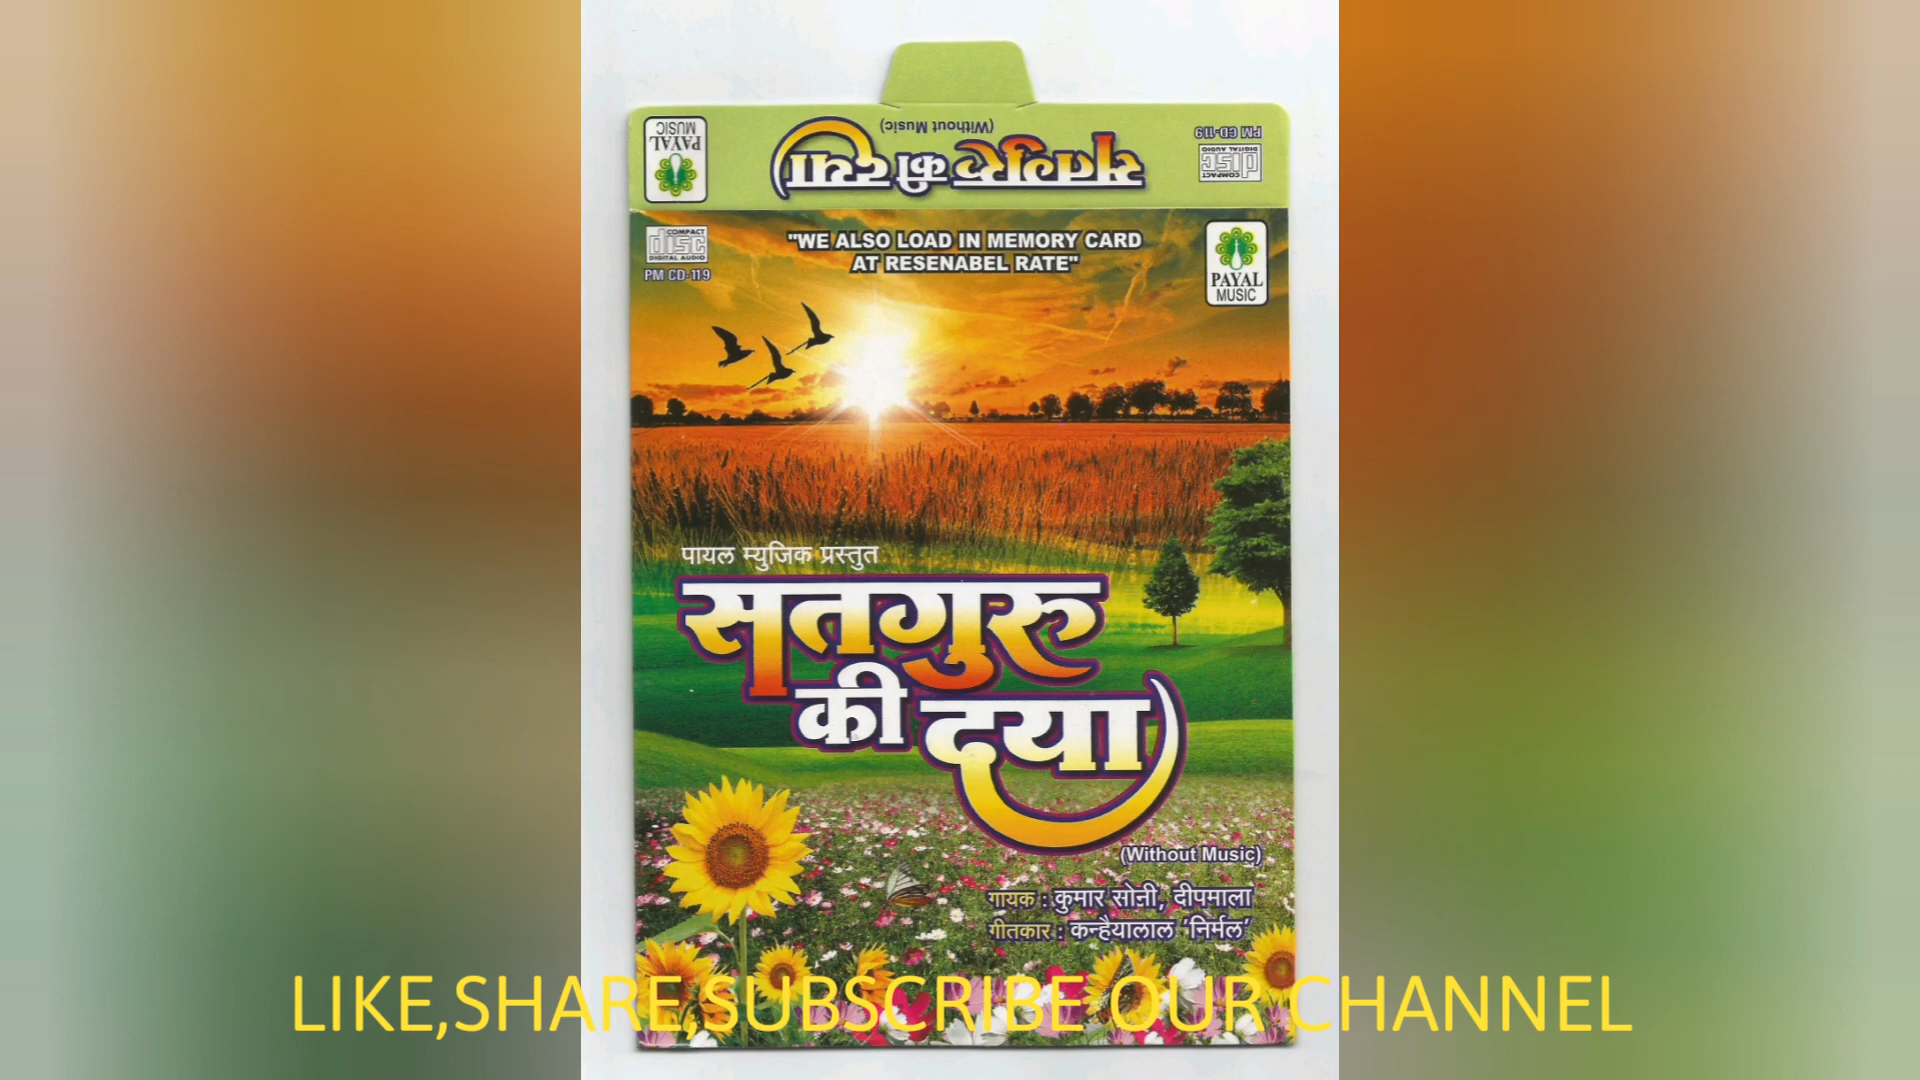 PAYAL
MUSIC
(Without Music)
सतगुरु की दया
COMPACT
disc
DIGITAL AUDIO
PM CD-119
COMPACT
disc
DIGITAL AUDIO
PM CD-119
"WE ALSO LOAD IN MEMORY CARD
AT RESENABEL RATE"
PAYAL
MUSIC
पायल म्युजिक प्रस्तुत
सतगुरु
की दया
(Without Music)
गायक : कुमार सोनी, दीपमाला
गीतकार : कन्हैयालाल 'निर्मल'
LIKE,SHARE,SUBSCRIBE OUR CHANNEL